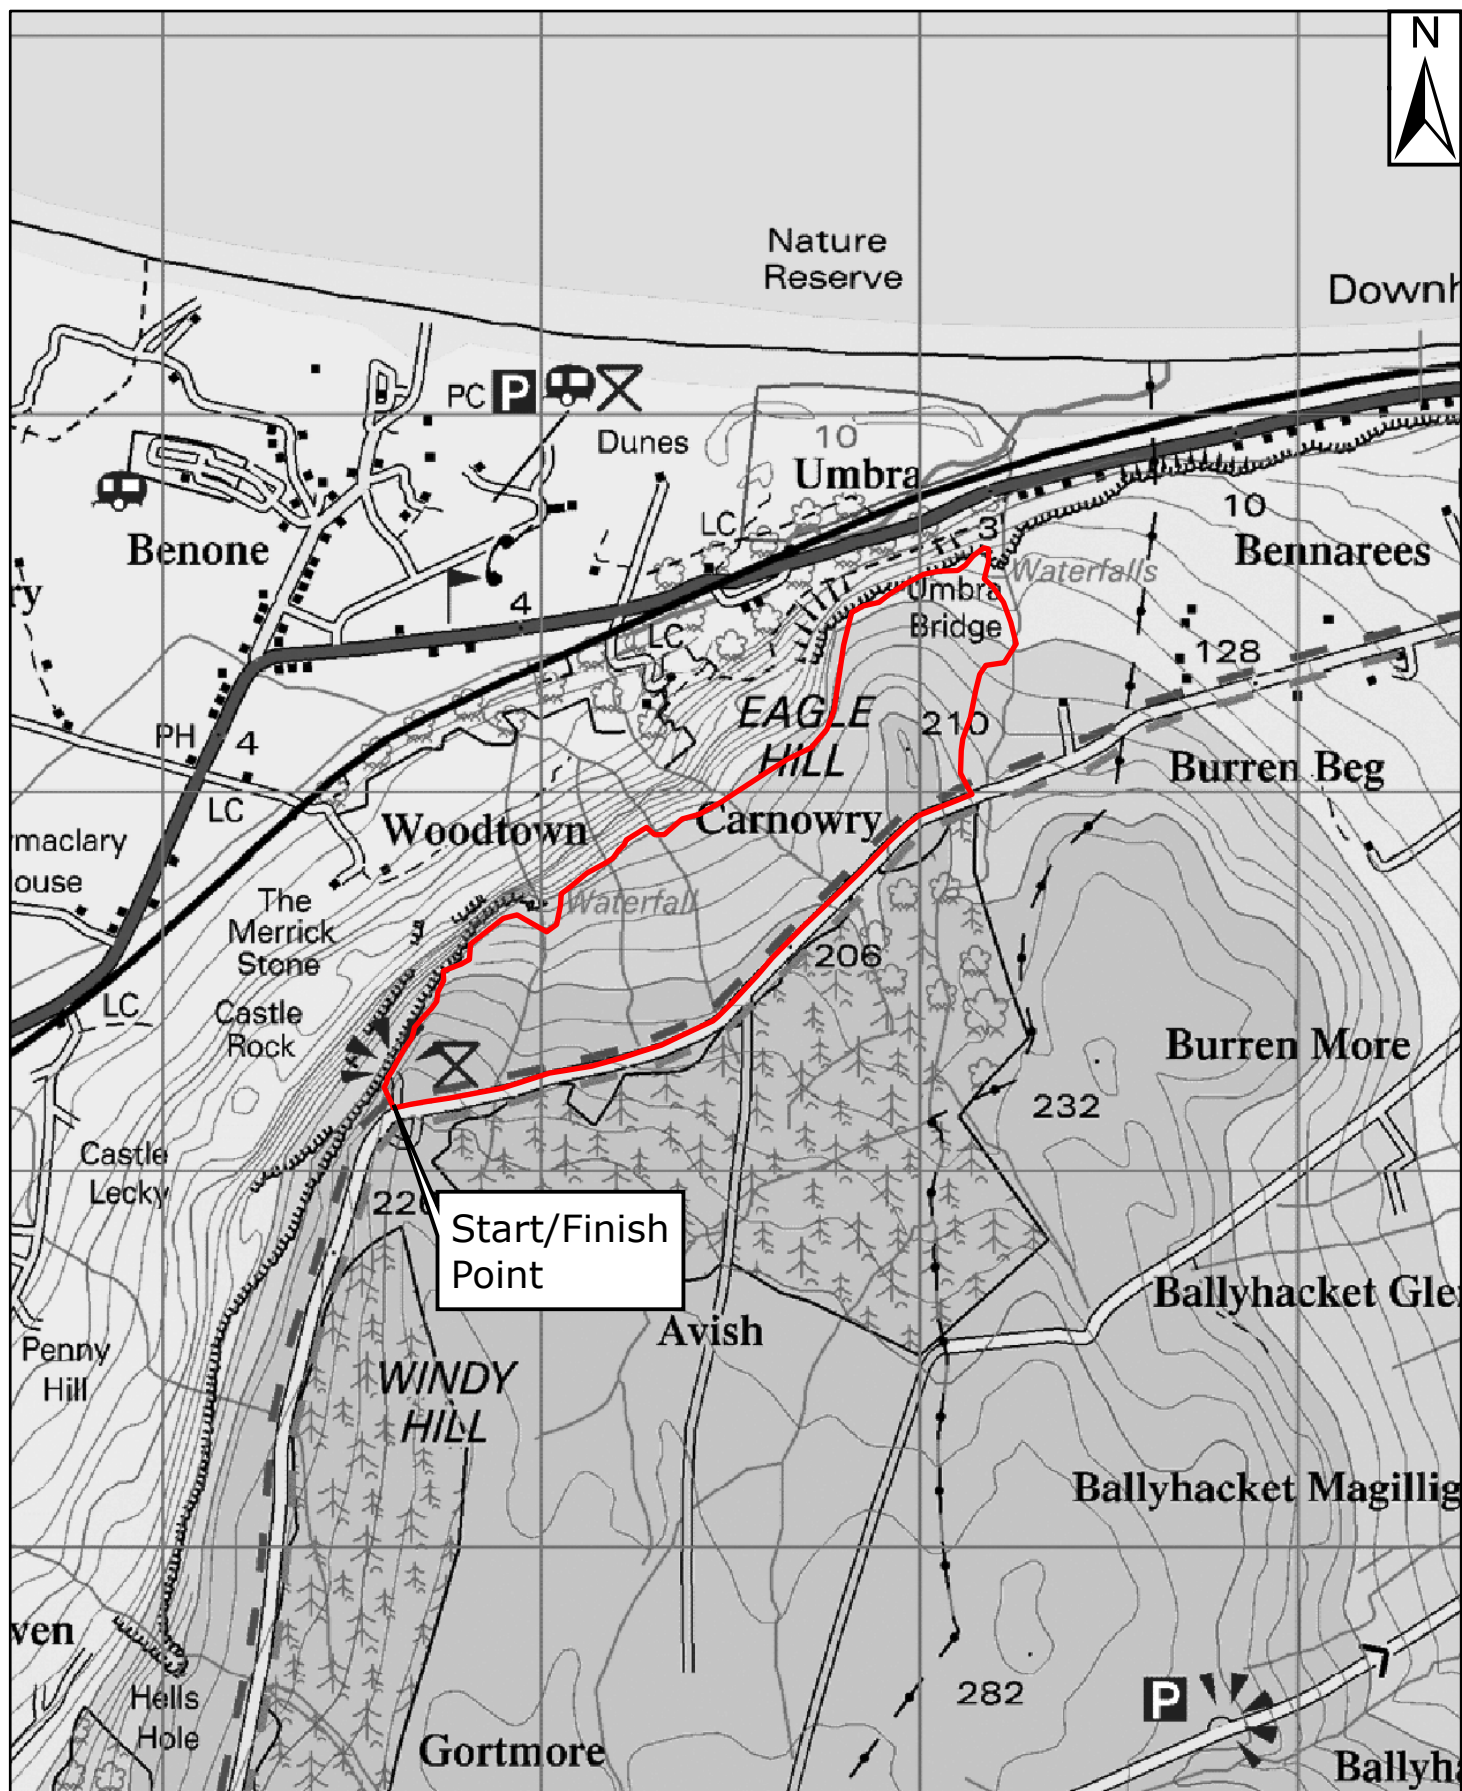 N
Nature
Reserve
Downh
PC P
Dunes
10
Umbra
LC
3
10
Benone
Bennarees
Waterfalls
ry
4
Umbra
Bridge
LC
128
EAGLE
HILL
210
PH
4
Burren Beg
LC
Woodtown
Carnowry
maclary
ouse
The
Merrick
Stone
Waterfall
206
LC
Castle
Rock
Burren More
232
Castle
Lecky
226
Start/Finish
Point
Ballyhacket Gle
Penny
Hill
Avish
WINDY
HILL
Ballyhacket Magillig
ven
Hells
Hole
282
P
Gortmore
Ballyha